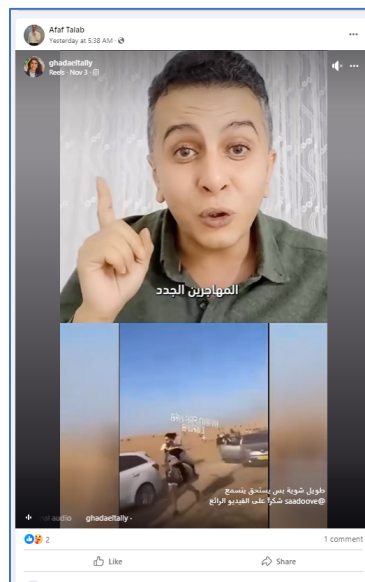 Afaf Talab
Yesterday at 5:38 AM ·
ghadaeltally
Reels · Nov 3 ·
المهاجرين الجدد
طويل شوية بس يستحق يتسمع
@saadoove شكراً على الفيديو الرائع
audio ghadaeltally ·
2
1 comment
Like
Share